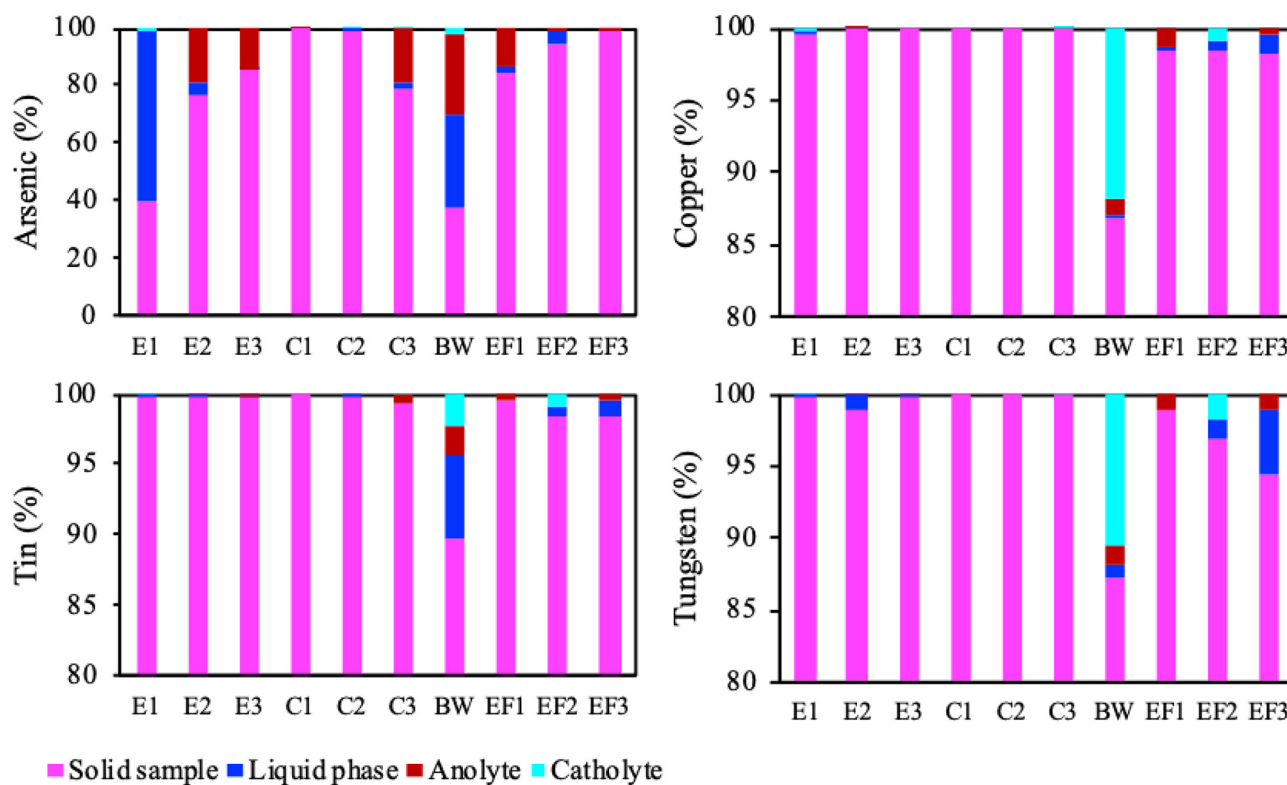 Arsenic (%)
100
80
60
40
20
0
E1 E2 E3 C1 C2 C3 BW EF1 EF2 EF3
Copper (%)
100
95
90
85
80
E1 E2 E3 C1 C2 C3 BW EF1 EF2 EF3
Tin (%)
100
95
90
85
80
E1 E2 E3 C1 C2 C3 BW EF1 EF2 EF3
Tungsten (%)
100
95
90
85
80
E1 E2 E3 C1 C2 C3 BW EF1 EF2 EF3
Solid sample Liquid phase Anolyte Catholyte